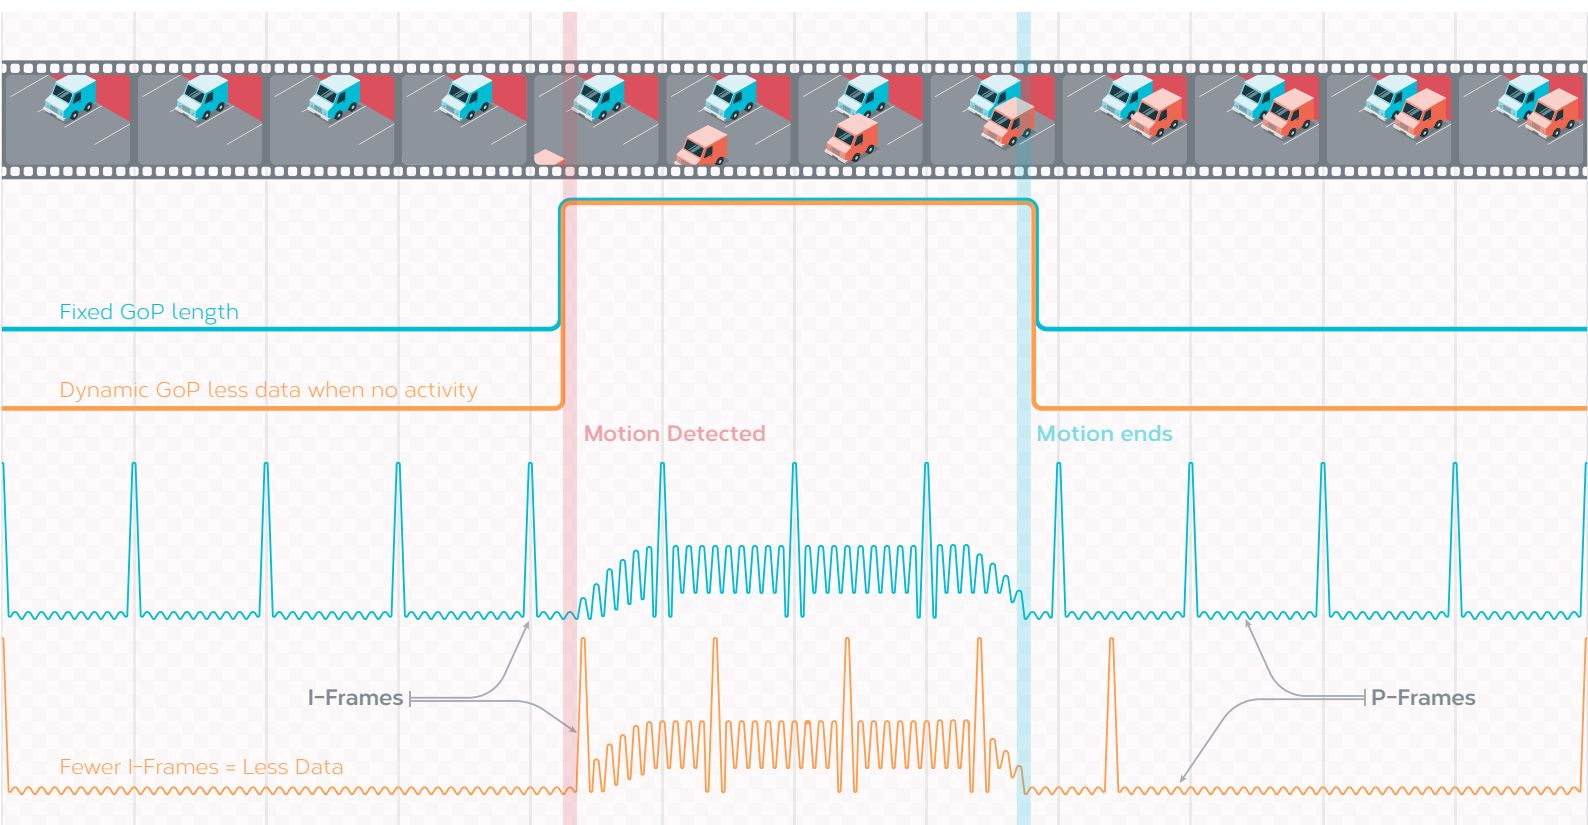 Fixed GoP length
Dynamic GoP less data when no activity
Motion Detected
Motion ends
I-Frames
P-Frames
Fewer I-Frames = Less Data